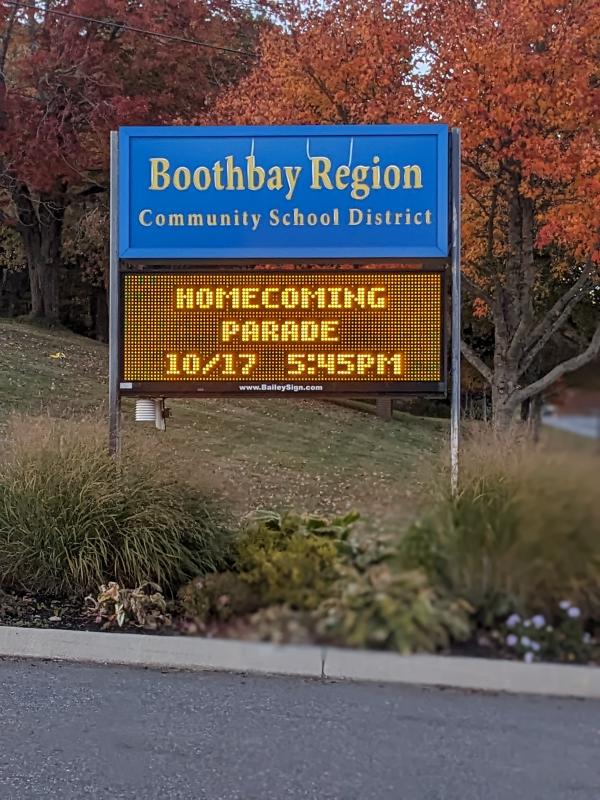 Boothbay Region
Community School District
HOMECOMING
PARADE
10/17 5:45PM
www.BaileySign.com